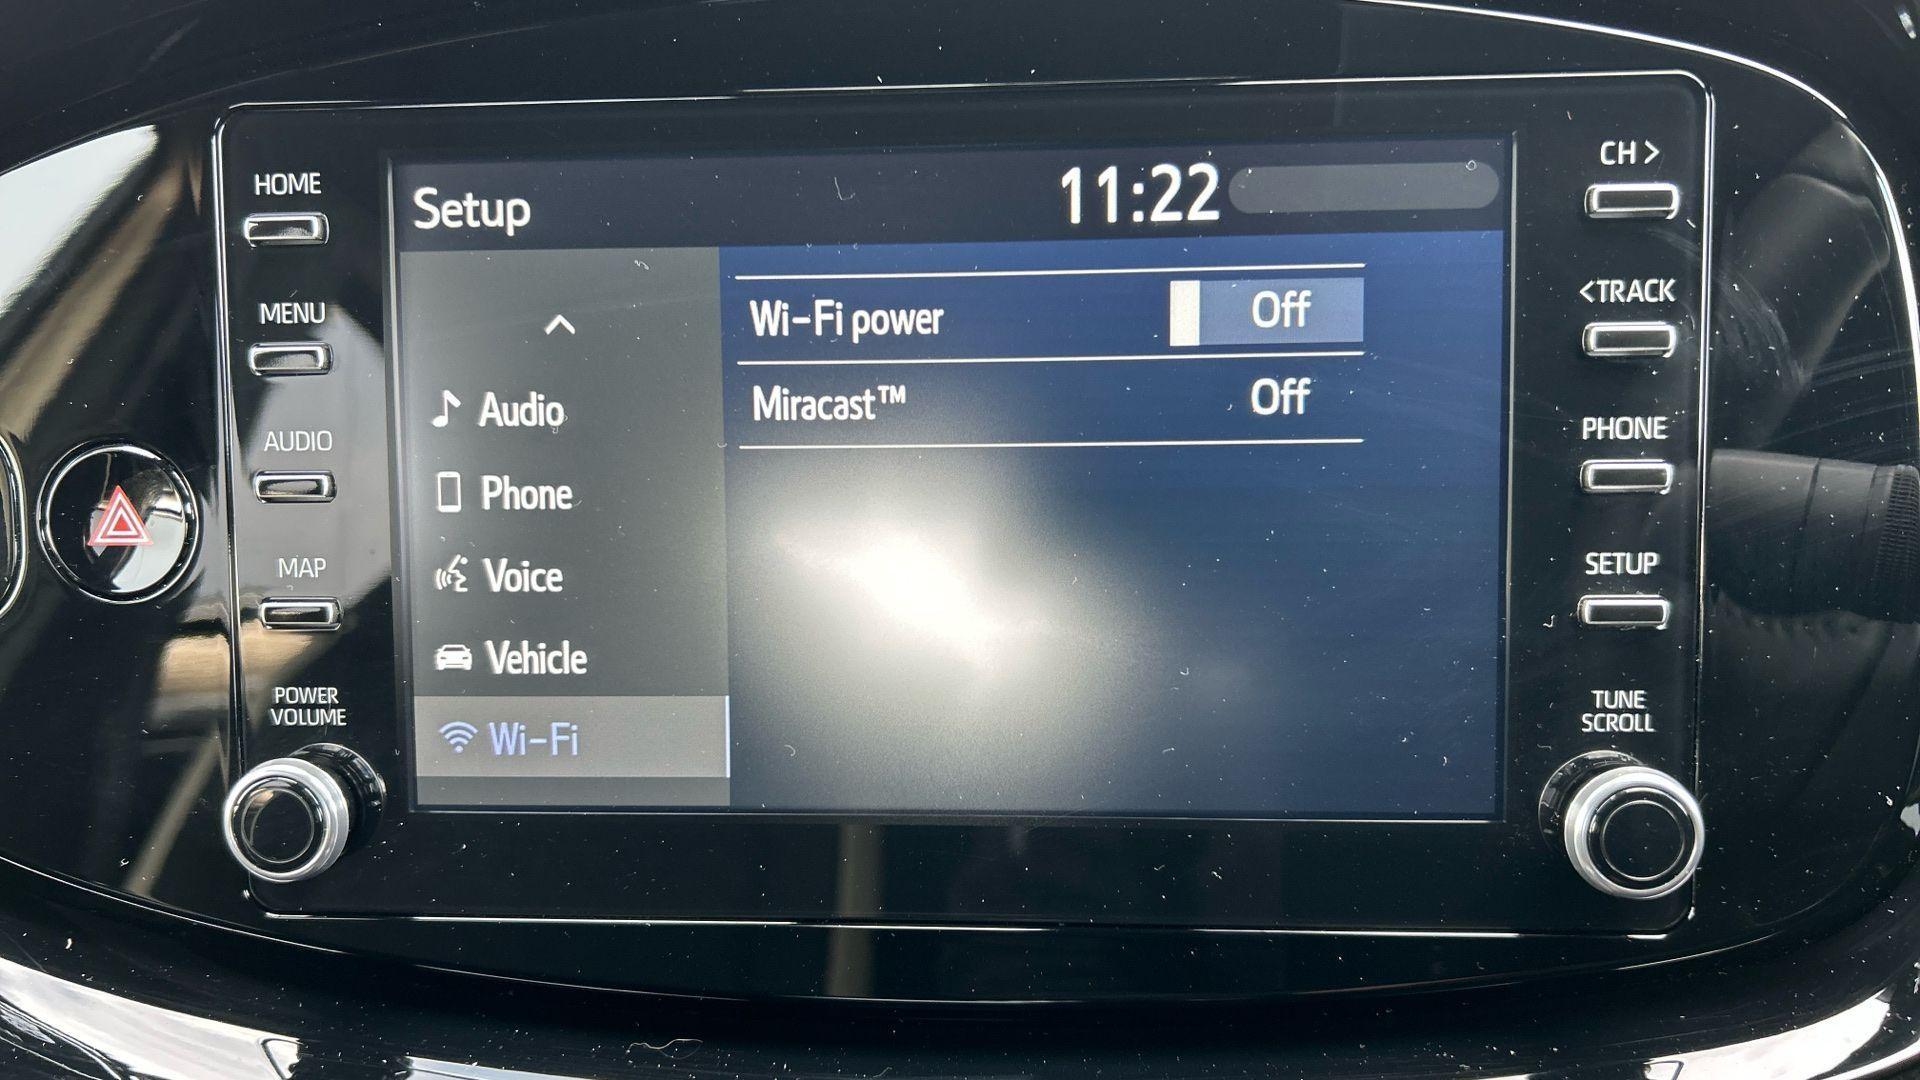 HOME
MENU
AUDIO
MAP
POWER
VOLUME
Setup
11:22
Audio
Phone
Voice
Vehicle
Wi-Fi
Wi-Fi power Off
Miracast™ Off
CH >
<TRACK
PHONE
SETUP
TUNE
SCROLL